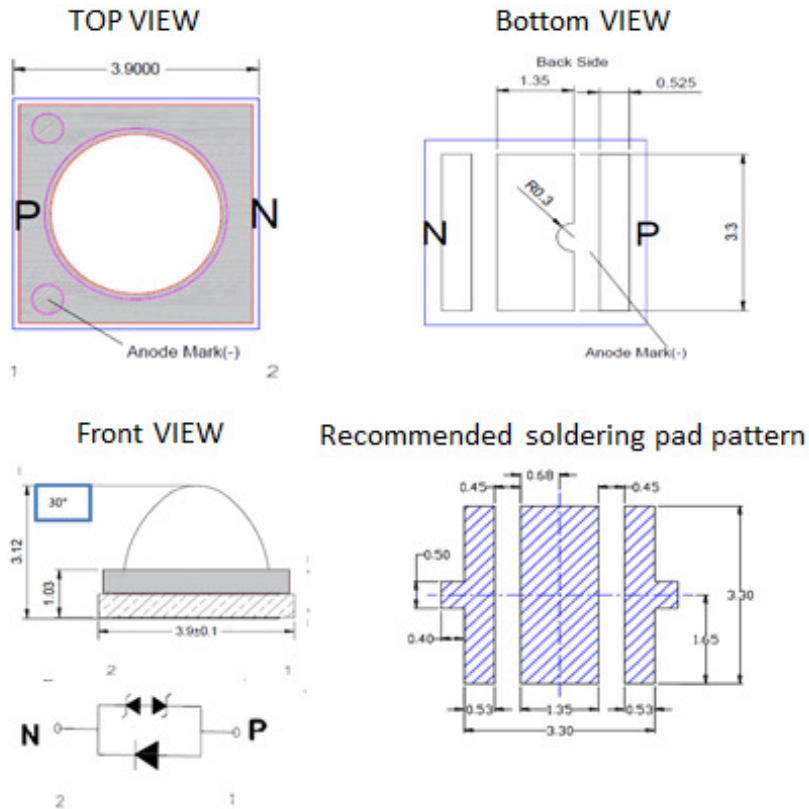 TOP VIEW
3.9000
P
N
Anode Mark(-)
1
2
Bottom VIEW
Back Side
1.35
0.525
R0.3
N
P
3.3
Anode Mark(-)
Front VIEW
30°
3.12
1.03
3.9±0.1
2
1
N
P
2
1
Recommended soldering pad pattern
0.68
0.45
0.45
0.50
3.30
0.40
1.65
0.53
1.35
0.53
3.30